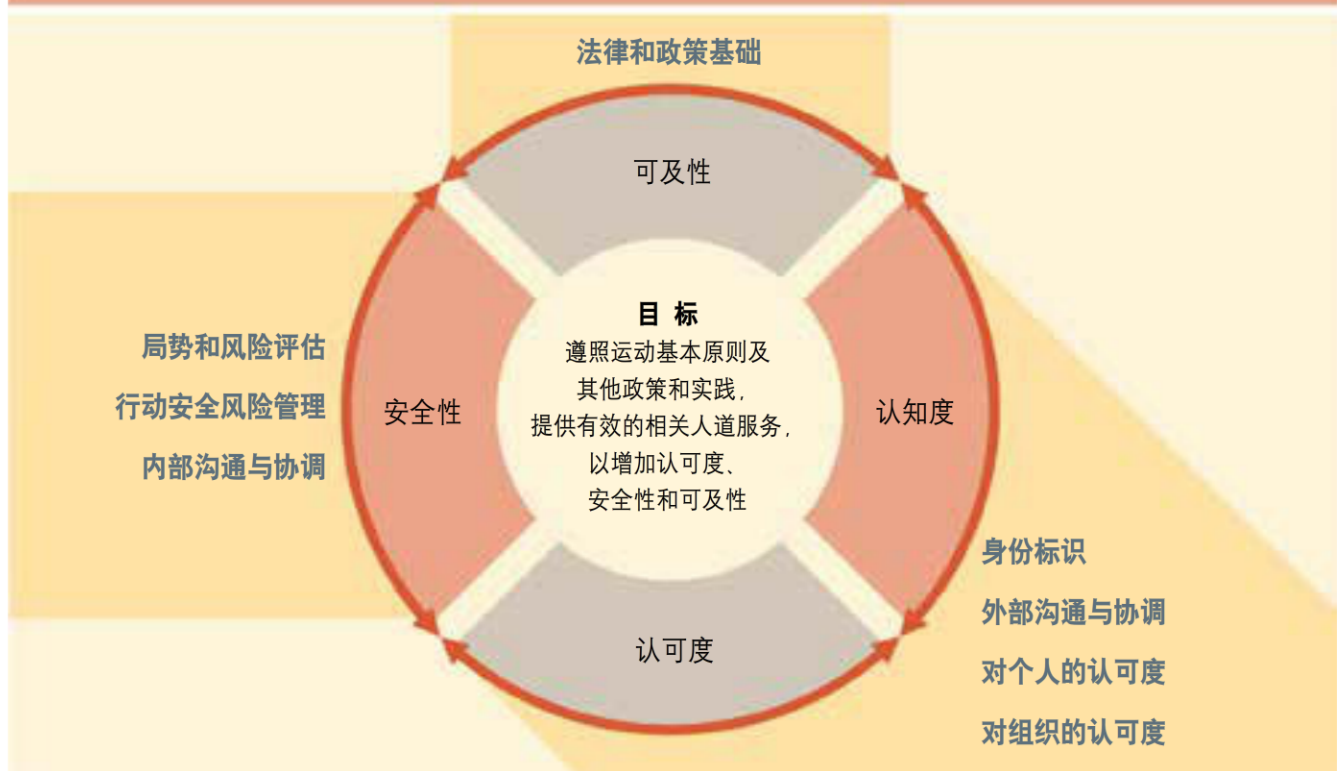 法律和政策基础
可及性
局势和风险评估
行动安全风险管理
内部沟通与协调
安全性
目 标
遵照运动基本原则及
其他政策和实践，
提供有效的相关人道服务，
以增加认可度、
安全性和可及性
认知度
认可度
身份标识
外部沟通与协调
对个人的认可度
对组织的认可度